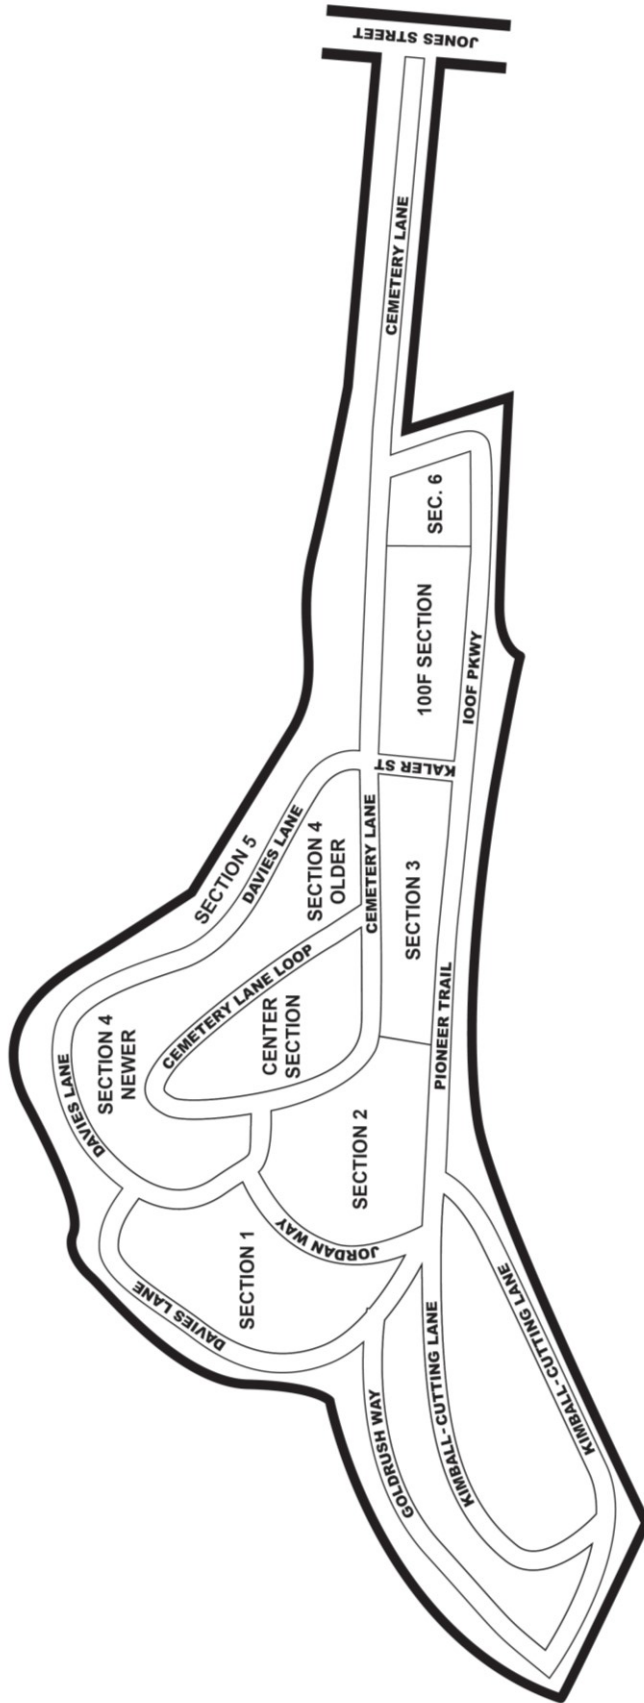 JONES STREET
CEMETERY LANE
SEC. 6
100F SECTION
IOOF PKWY
KALER ST
SECTION 5
DAVIES LANE
SECTION 4
OLDER
CEMETERY LANE
SECTION 3
CEMETERY LANE LOOP
CENTER
SECTION
PIONEER TRAIL
SECTION 4
NEWER
DAVIES LANE
SECTION 2
JORDAN WAY
SECTION 1
DAVIES LANE
KIMBALL-CUTTING LANE
KIMBALL-CUTTING LANE
GOLDRUSH WAY